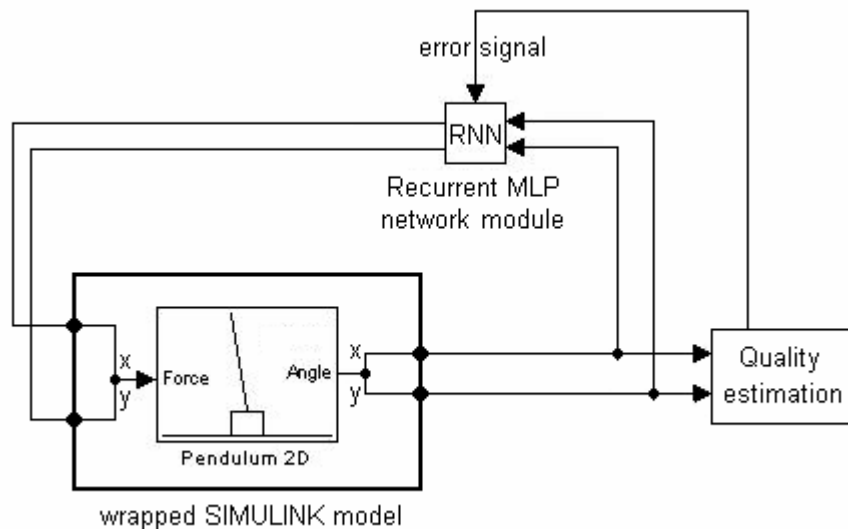 error signal
RNN
Recurrent MLP
network module
x
y
Force
Angle
x
y
Pendulum 2D
Quality
estimation
wrapped SIMULINK model